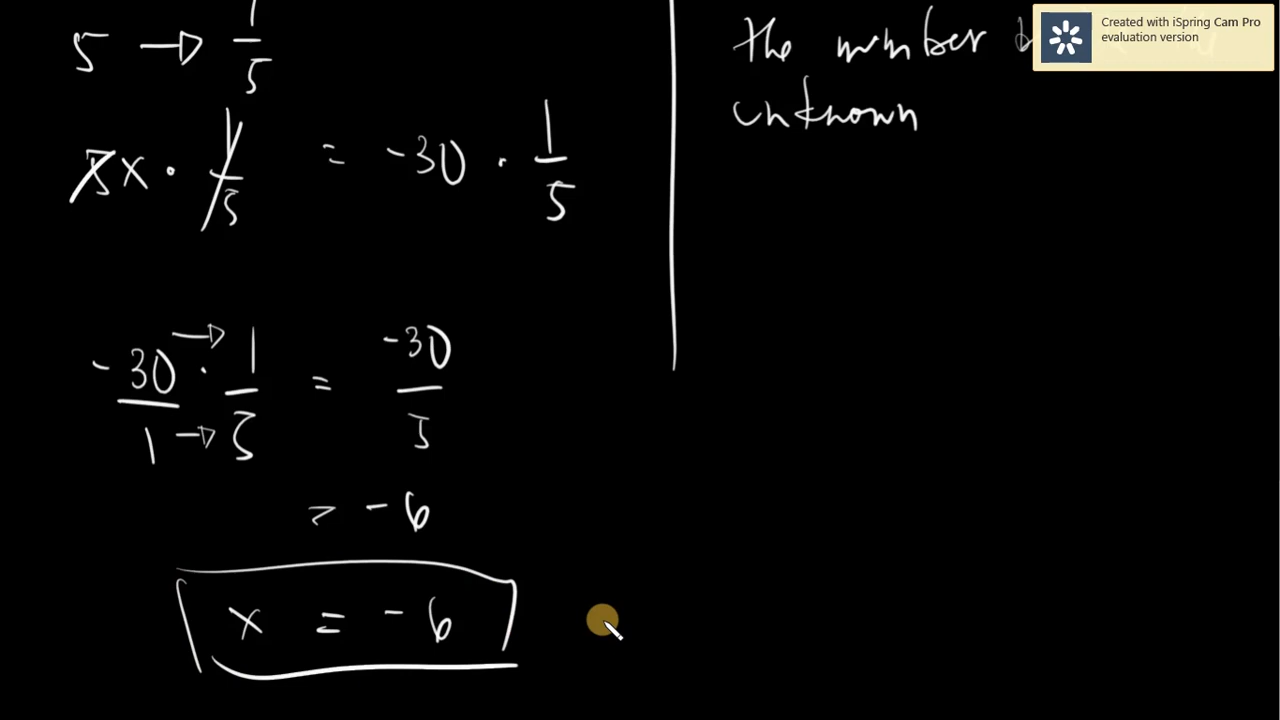 5 → 1/5
5x · 1/5 = -30 · 1/5
-30/1 · 1/5 = -30/5
= -6
x = -6
the number
unknown
Created with iSpring Cam Pro
evaluation version